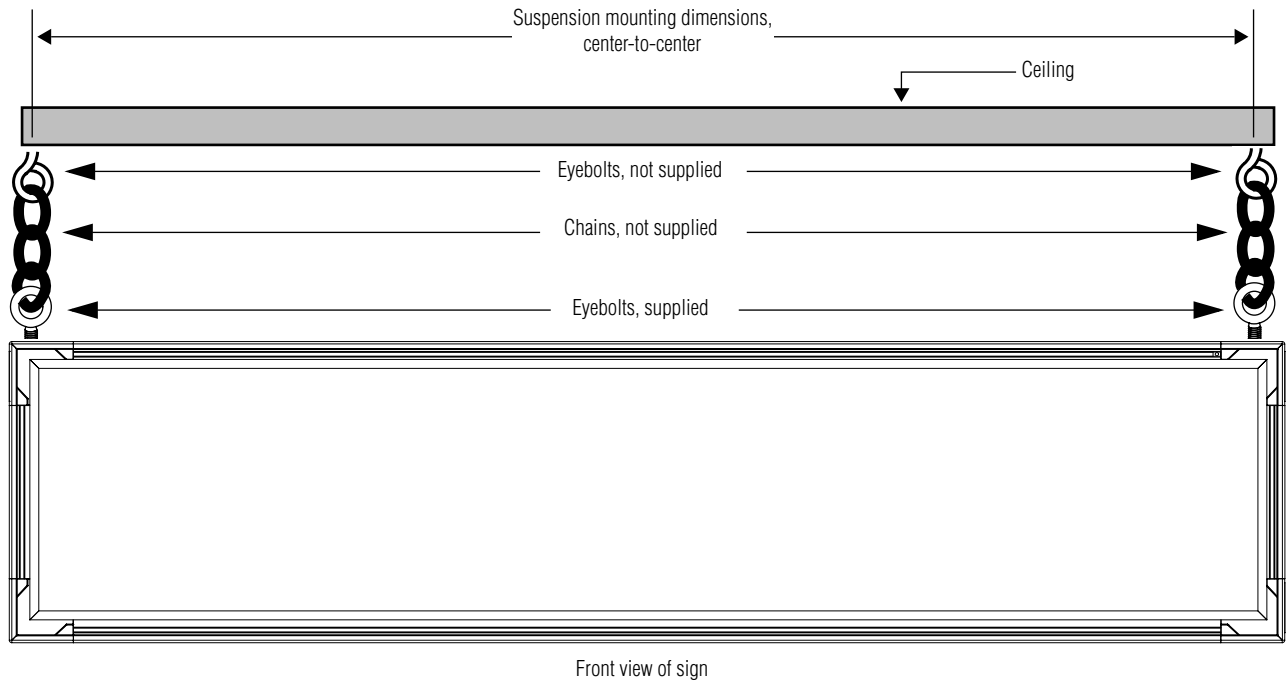 Suspension mounting dimensions,
center-to-center
Ceiling
Eyebolts, not supplied
Chains, not supplied
Eyebolts, supplied
Front view of sign